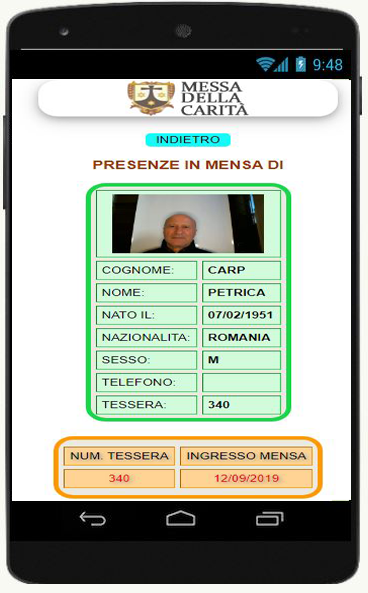 9:48
MESSA
DELLA
CARITÀ
INDIETRO
PRESENZE IN MENSA DI
COGNOME: CARP
NOME: PETRICA
NATO IL: 07/02/1951
NAZIONALITA: ROMANIA
SESSO: M
TELEFONO:
TESSERA: 340
NUM. TESSERA INGRESSO MENSA
340 12/09/2019